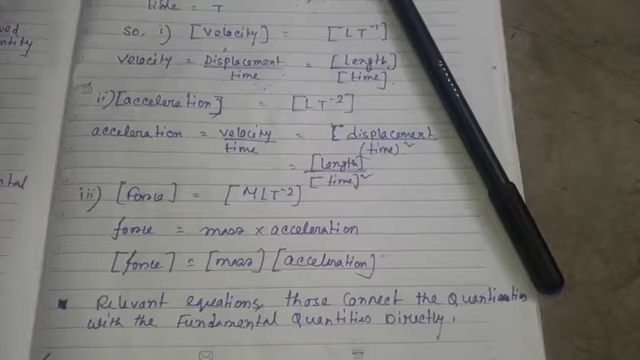 time = T
so, i) [velocity] = [LT⁻¹]
velocity = Displacement/time = [length]/[time]
ii) [acceleration] = [LT⁻²]
acceleration = velocity/time = [displacement/(time)²
= [length]/[time]²
iii) [force] = [MLT⁻²]
force = mass × acceleration
[force] = [mass] [acceleration]
Relevant equations, those connect the
with the Fundamental Quantities Directly.